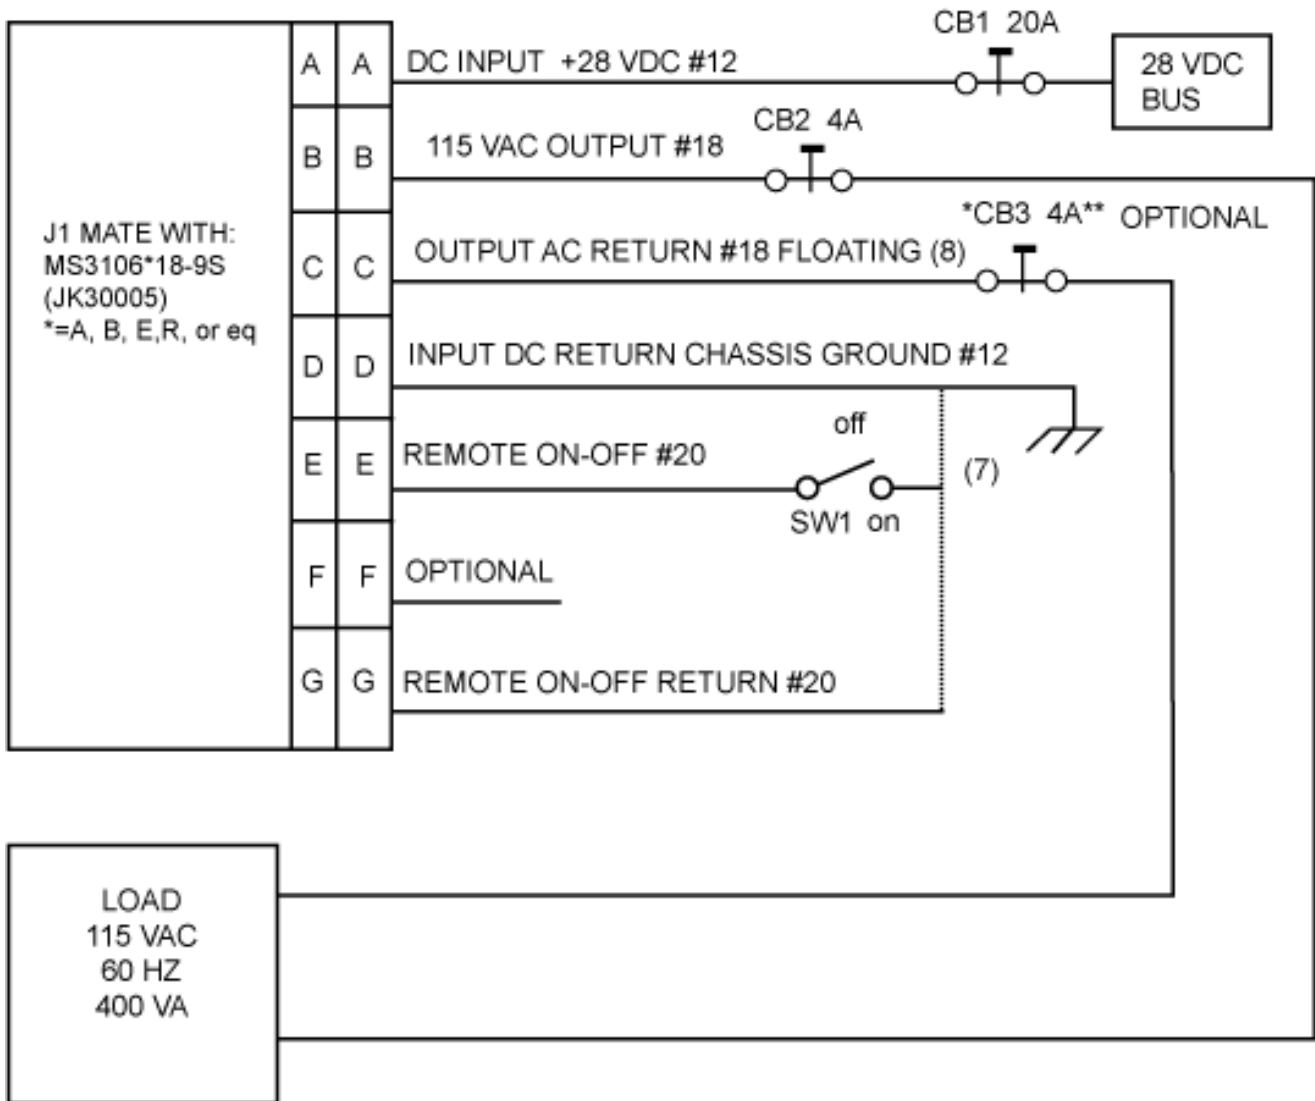 CB1 20A
A A DC INPUT +28 VDC #12
28 VDC
BUS
CB2 4A
B B 115 VAC OUTPUT #18
*CB3 4A** OPTIONAL
J1 MATE WITH:
MS3106*18-9S
(JK30005)
*=A, B, E,R, or eq
C C OUTPUT AC RETURN #18 FLOATING (8)
D D INPUT DC RETURN CHASSIS GROUND #12
off
E E REMOTE ON-OFF #20
(7)
SW1 on
F F OPTIONAL
G G REMOTE ON-OFF RETURN #20
LOAD
115 VAC
60 HZ
400 VA